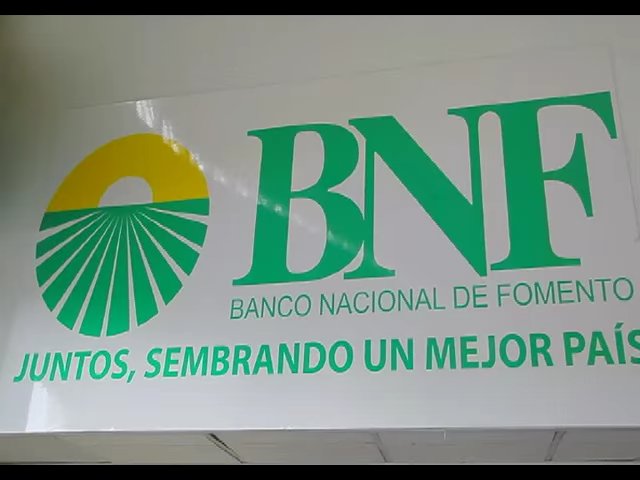 BNF
BANCO NACIONAL DE FOMENTO
JUNTOS, SEMBRANDO UN MEJOR PAÍS